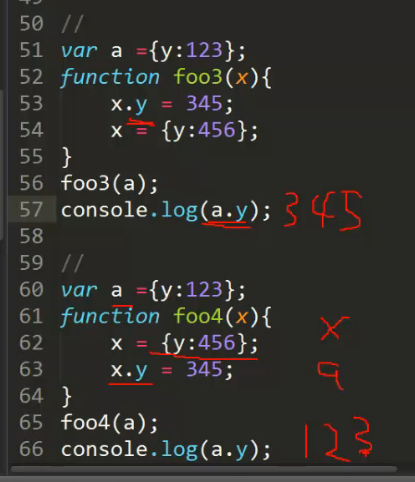 50 //
51 var a ={y:123};
52 function foo3(x){
53 x.y = 345;
54 x = {y:456};
55 }
56 foo3(a);
57 console.log(a.y); 345
58
59 //
60 var a ={y:123};
61 function foo4(x){ x
62 x = {y:456};
63 x.y = 345; a
64 }
65 foo4(a);
66 console.log(a.y); 123